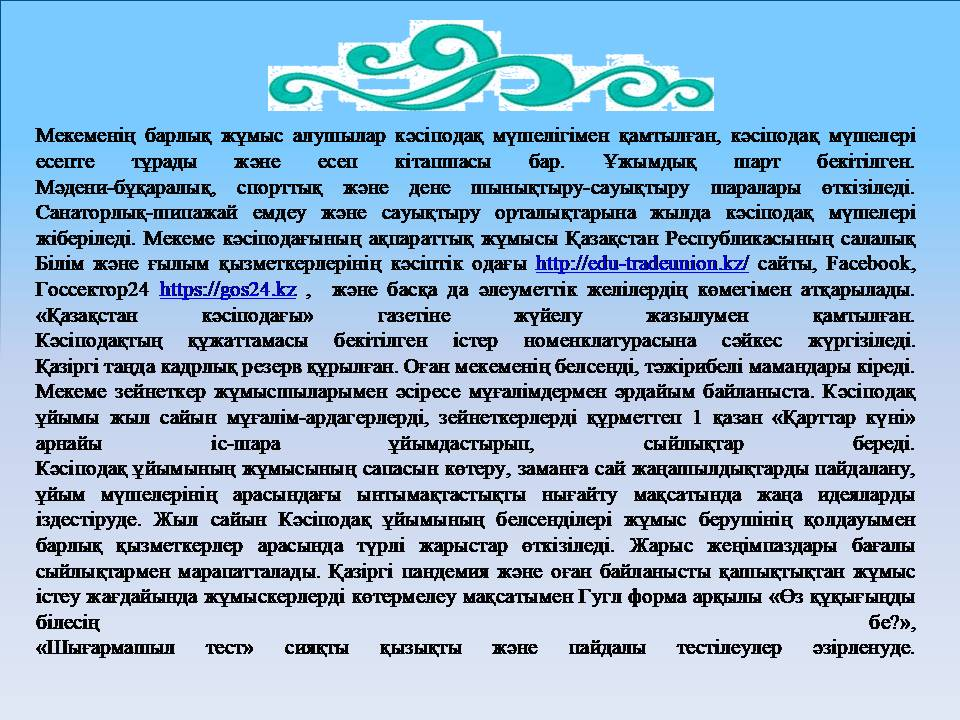 Мекеменің барлық жұмыс алушылар кәсіподақ мүшелігімен қамтылған, кәсіподақ мүшелері
есепте тұрады және есеп кітаппасы бар. Ұжымдық шарт бекітілген.
Мәдени-бұқаралық, спорттық және дене шынықтыру-сауықтыру шаралары өткізіледі.
Санаторлық-шипажай емдеу және сауықтыру орталықтарына жылда кәсіподақ мүшелері
жіберіледі. Мекеме кәсіподағының ақпараттық жұмысы Қазақстан Республикасының салалық
Білім және ғылым қызметкерлерінің кәсіптік одағы http://edu-tradeunion.kz/ сайты, Facebook,
Госсектор24 https://gos24.kz , және басқа да әлеуметтік желілердің көмегімен атқарылады.
«Қазақстан кәсіподағы» газетіне жүйелу жазылумен қамтылған.
Кәсіподақтың құжаттамасы бекітілген істер номенклатурасына сәйкес жүргізіледі.
Қазіргі таңда кадрлық резерв құрылған. Оған мекеменің белсенді, тәжірибелі мамандары кіреді.
Мекеме зейнеткер жұмысшыларымен әсіресе мұғалімдермен әрдайым байланыста. Кәсіподақ
ұйымы жыл сайын мұғалім-ардагерлерді, зейнеткерлерді құрметтеп 1 қазан «Қарттар күні»
арнайы іс-шара ұйымдастырып, сыйлықтар береді.
Кәсіподақ ұйымының жұмысының сапасын көтеру, заманға сай жаңашылдықтарды пайдалану,
ұйым мүшелерінің арасындағы ынтымақтастықты нығайту мақсатында жаңа идеяларды
іздестіруде. Жыл сайын Кәсіподақ ұйымының белсенділері жұмыс берушінің қолдауымен
барлық қызметкерлер арасында түрлі жарыстар өткізіледі. Жарыс жеңімпаздары бағалы
сыйлықтармен марапатталады. Қазіргі пандемия және оған байланысты қашықтықтан жұмыс
істеу жағдайында жұмыскерлерді көтермелеу мақсатымен Гугл форма арқылы «Өз құқығыңды
білесің бе?»,
«Шығармашыл тест» сияқты қызықты және пайдалы тестілеулер әзірленуде.